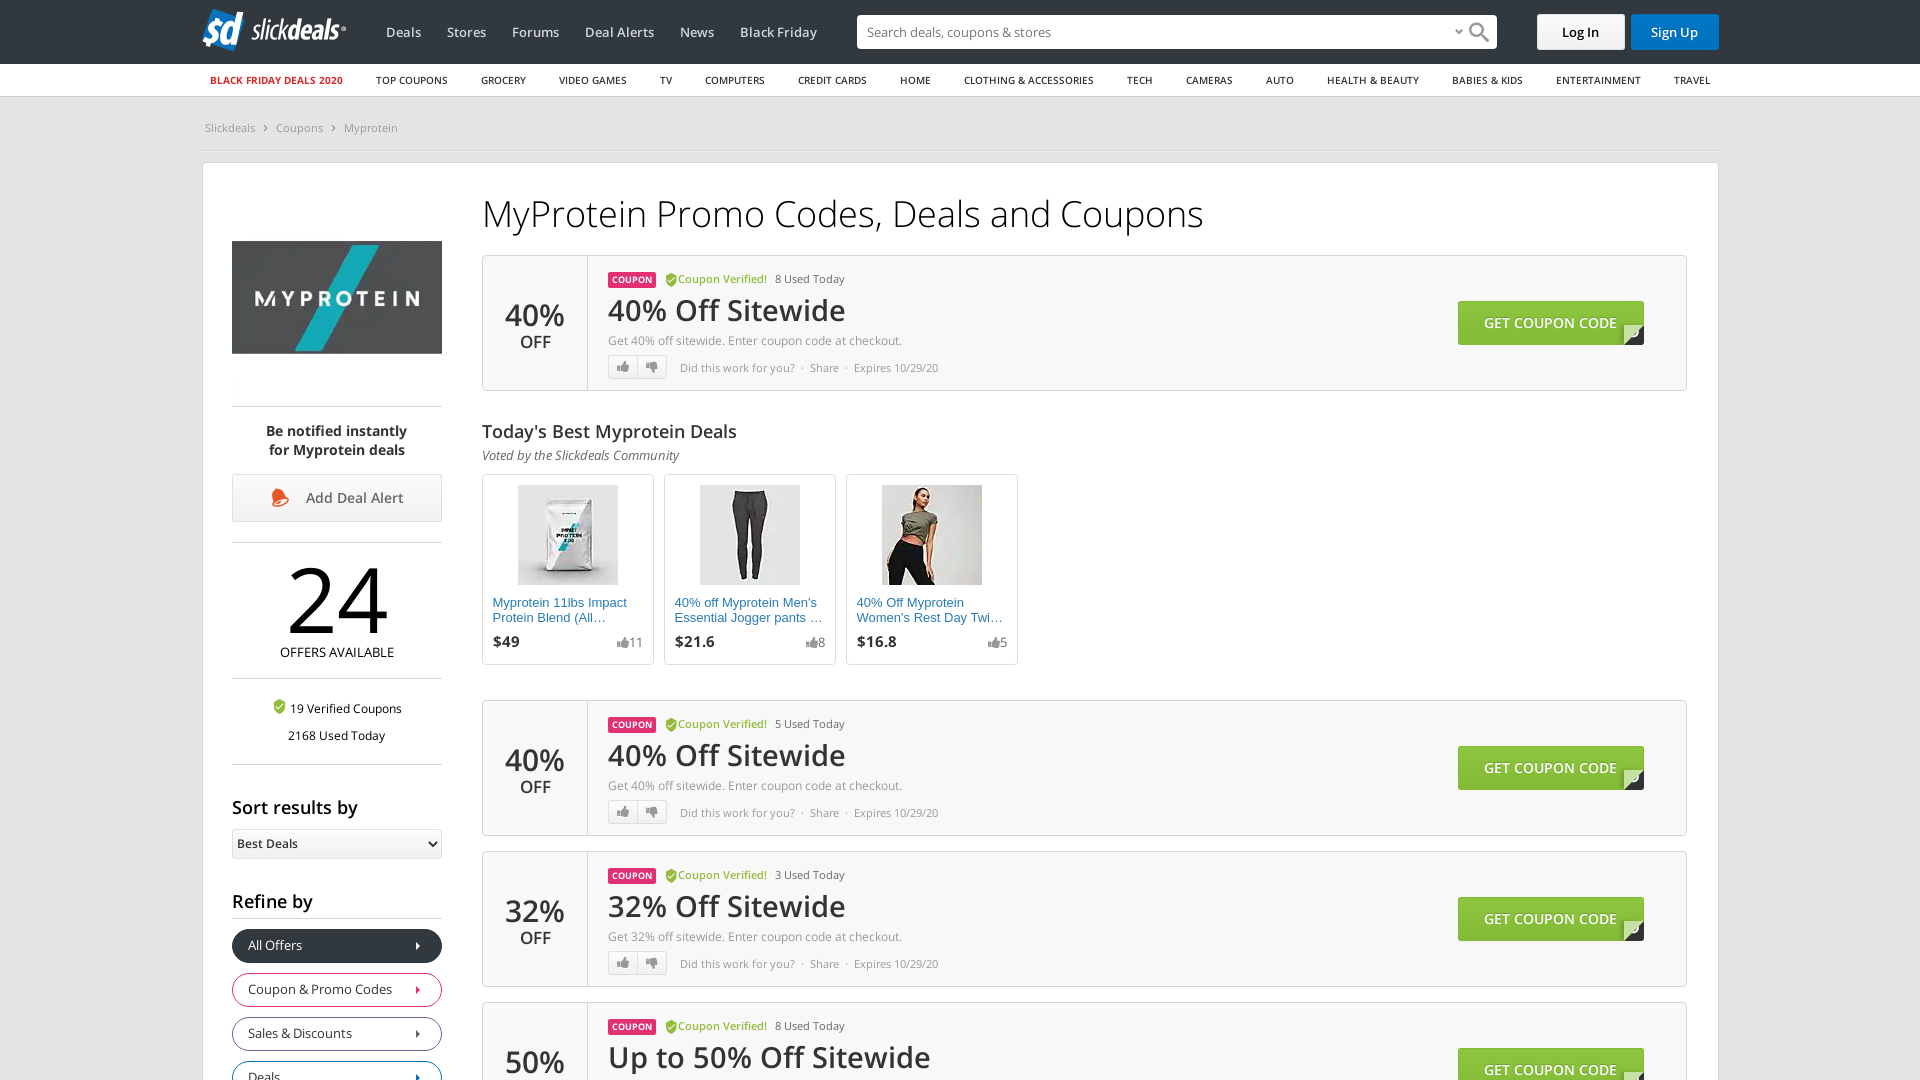 sd slickdeals
Deals
Stores
Forums
Deal Alerts
News
Black Friday
Search deals, coupons & stores
Log In
Sign Up
BLACK FRIDAY DEALS 2020
TOP COUPONS
GROCERY
VIDEO GAMES
TV
COMPUTERS
CREDIT CARDS
HOME
CLOTHING & ACCESSORIES
TECH
CAMERAS
AUTO
HEALTH & BEAUTY
BABIES & KIDS
ENTERTAINMENT
TRAVEL
Slickdeals > Coupons > Myprotein
MYPROTEIN
Be notified instantly
for Myprotein deals
Add Deal Alert
24
OFFERS AVAILABLE
19 Verified Coupons
2168 Used Today
Sort results by
Best Deals
Refine by
All Offers
Coupon & Promo Codes
Sales & Discounts
Deals
MyProtein Promo Codes, Deals and Coupons
40%
OFF
COUPON Coupon Verified! 8 Used Today
40% Off Sitewide
Get 40% off sitewide. Enter coupon code at checkout.
Did this work for you? · Share · Expires 10/29/20
GET COUPON CODE
Today's Best Myprotein Deals
Voted by the Slickdeals Community
IMPACT
PROTEIN
BLEND
Myprotein 11lbs Impact
Protein Blend (All…
$49 11
40% off Myprotein Men's
Essential Jogger pants …
$21.6 8
40% Off Myprotein
Women's Rest Day Twi…
$16.8 5
40%
OFF
COUPON Coupon Verified! 5 Used Today
40% Off Sitewide
Get 40% off sitewide. Enter coupon code at checkout.
Did this work for you? · Share · Expires 10/29/20
GET COUPON CODE
32%
OFF
COUPON Coupon Verified! 3 Used Today
32% Off Sitewide
Get 32% off sitewide. Enter coupon code at checkout.
Did this work for you? · Share · Expires 10/29/20
GET COUPON CODE
50%
COUPON Coupon Verified! 8 Used Today
Up to 50% Off Sitewide
GET COUPON CODE